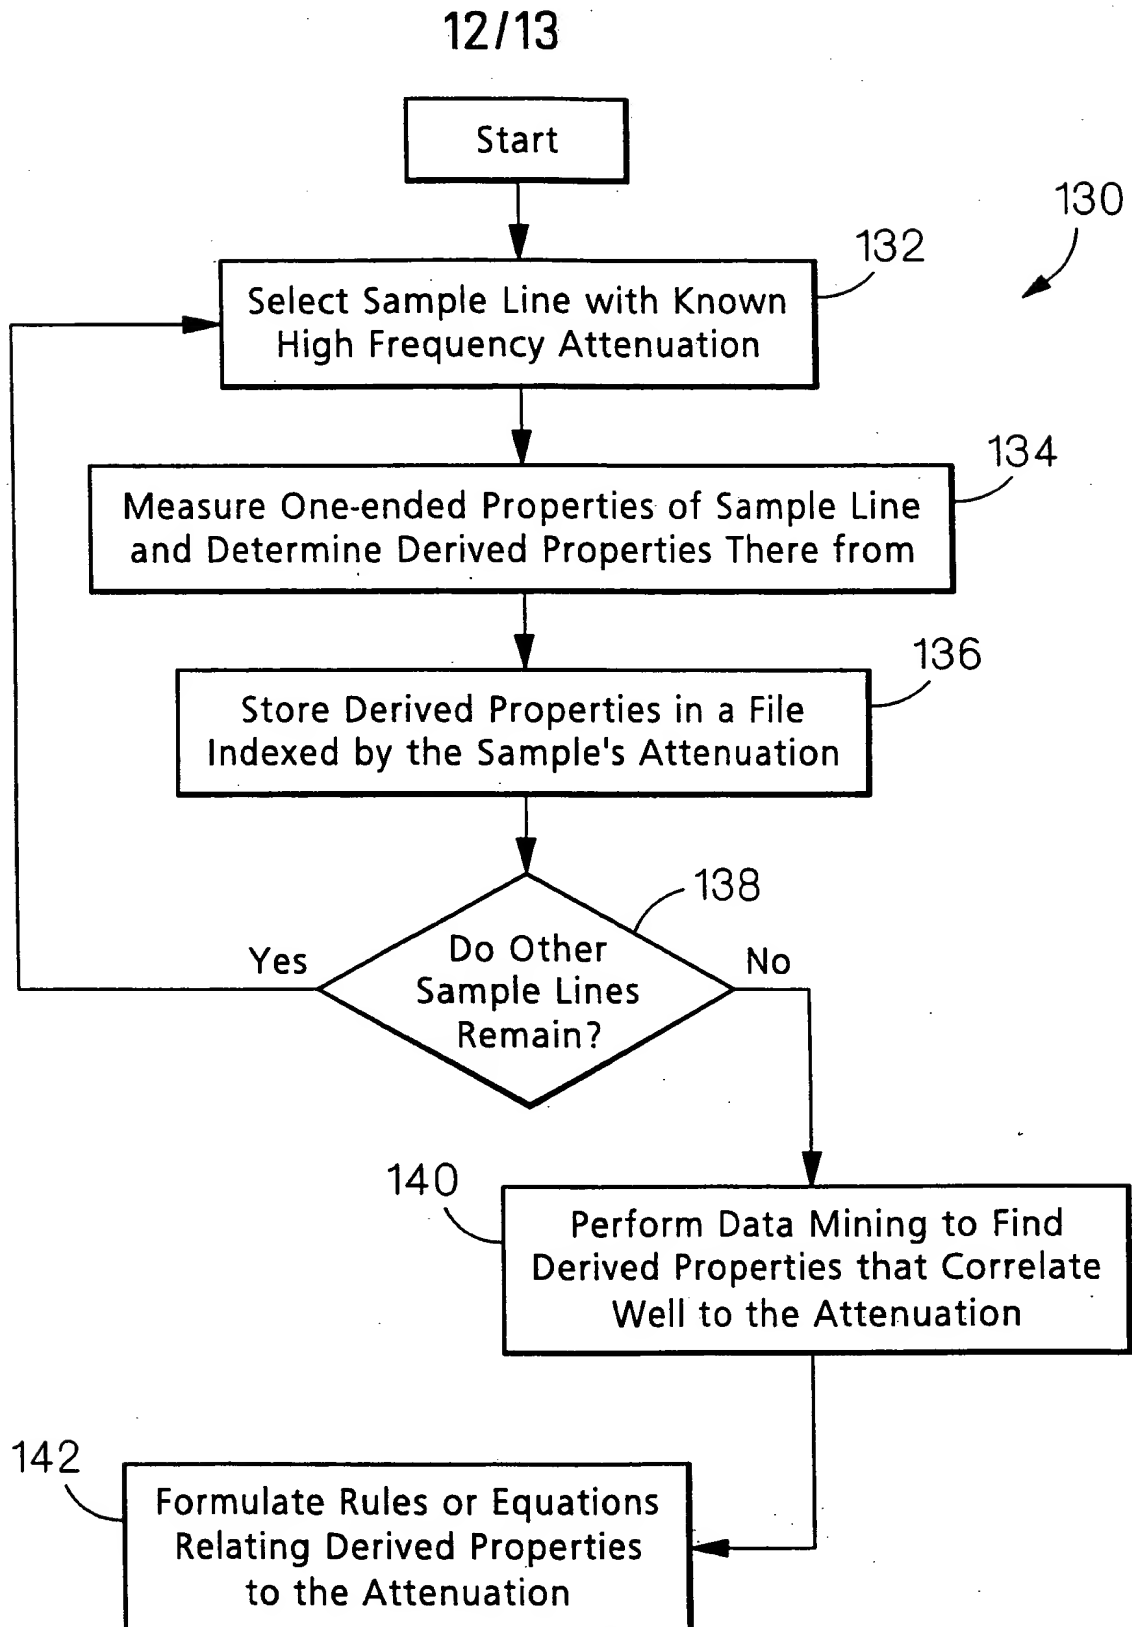 12/13
Start
130
132
Select Sample Line with Known
High Frequency Attenuation
134
Measure One-ended Properties of Sample Line
and Determine Derived Properties There from
136
Store Derived Properties in a File
Indexed by the Sample's Attenuation
138
Yes
Do Other
Sample Lines
Remain?
No
140
Perform Data Mining to Find
Derived Properties that Correlate
Well to the Attenuation
142
Formulate Rules or Equations
Relating Derived Properties
to the Attenuation